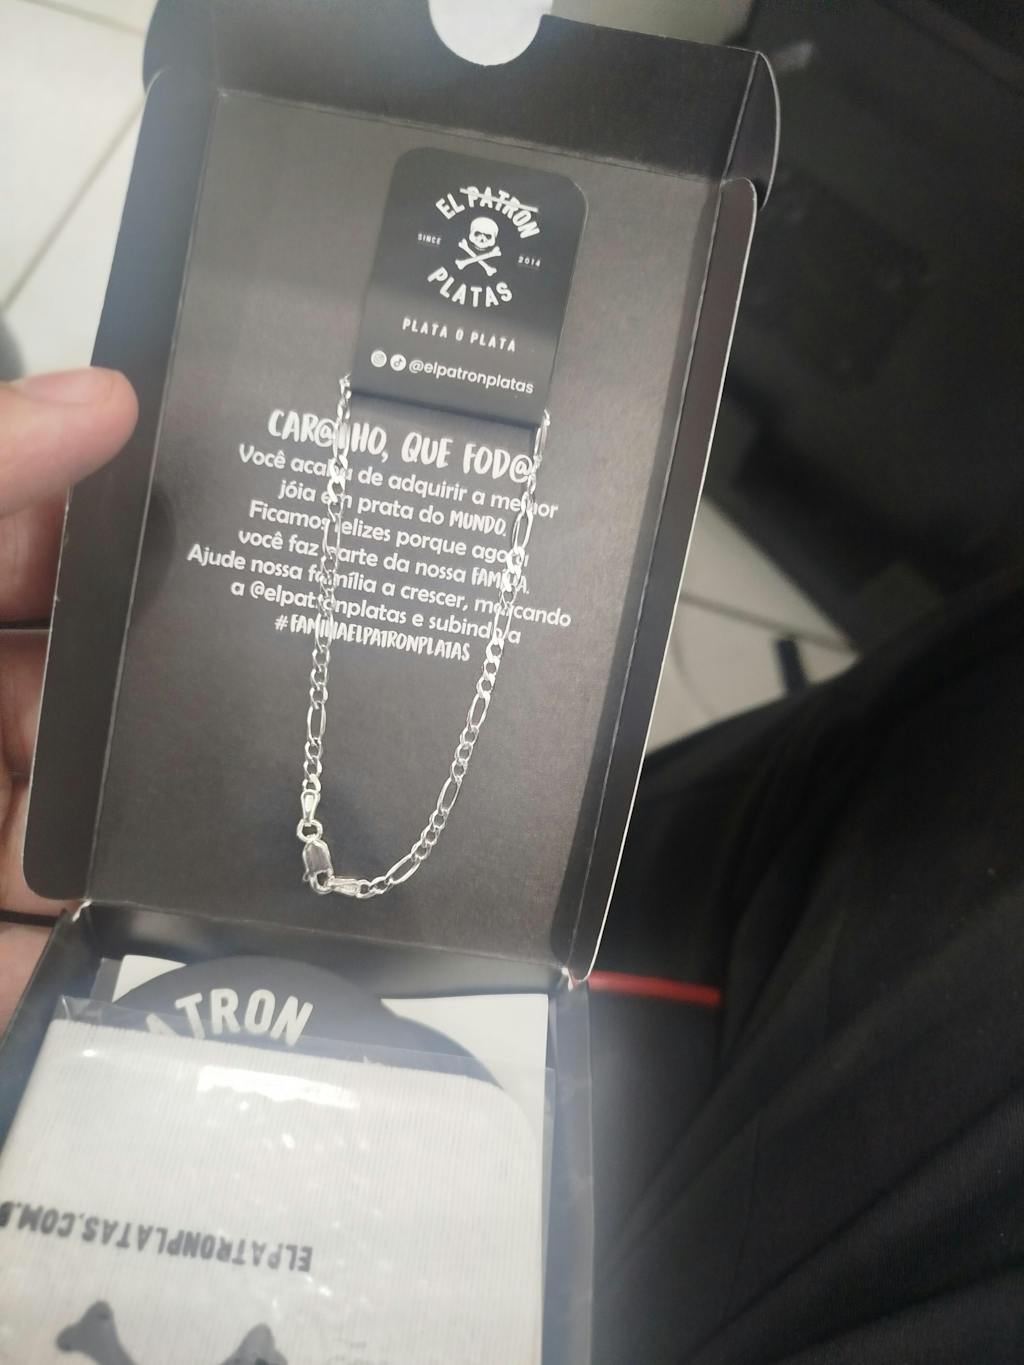 EL PATRON
SINCE 2014
PLATAS
PLATA O PLATA
@elpatronplatas
CAR@LHO, QUE FOD@
Você acabou de adquirir a melhor
jóia em prata do MUNDO.
Ficamos felizes porque agora
você faz parte da nossa FAMÍLIA.
Ajude nossa família a crescer, marcando
a @elpatronplatas e subindo a
#FAMILIAELPATRONPLATAS
PATRON
ELPATRONPLATAS.COM.B